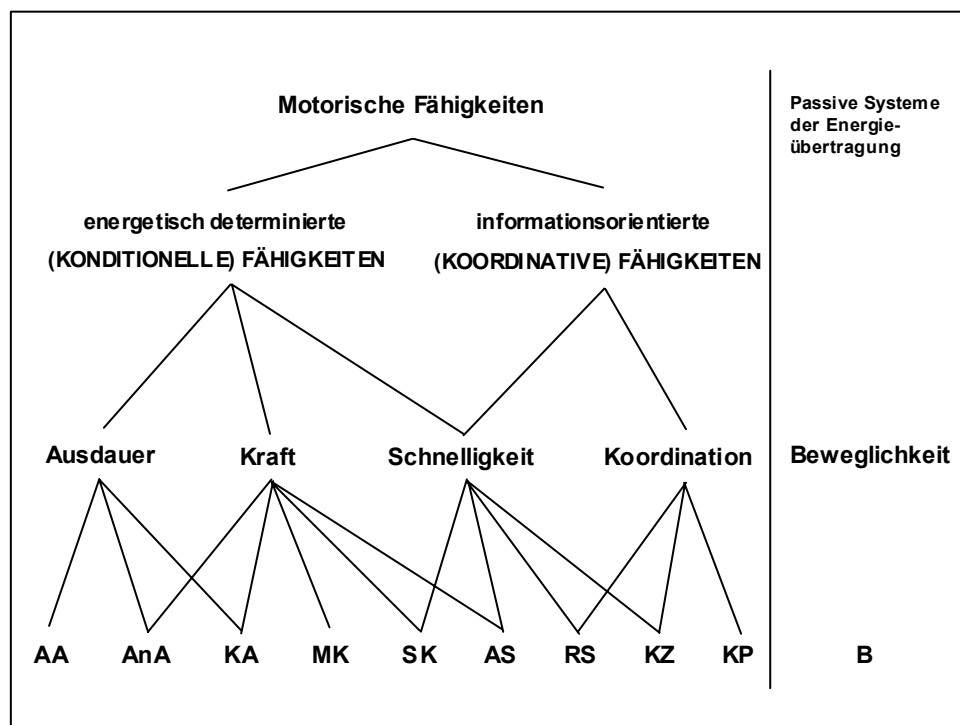 Motorische Fähigkeiten
Passive Systeme
der Energie-
übertragung
energetisch determinierte
(KONDITIONELLE) FÄHIGKEITEN
informationsorientierte
(KOORDINATIVE) FÄHIGKEITEN
Ausdauer
Kraft
Schnelligkeit
Koordination
Beweglichkeit
AA
AnA
KA
MK
SK
AS
RS
KZ
KP
B